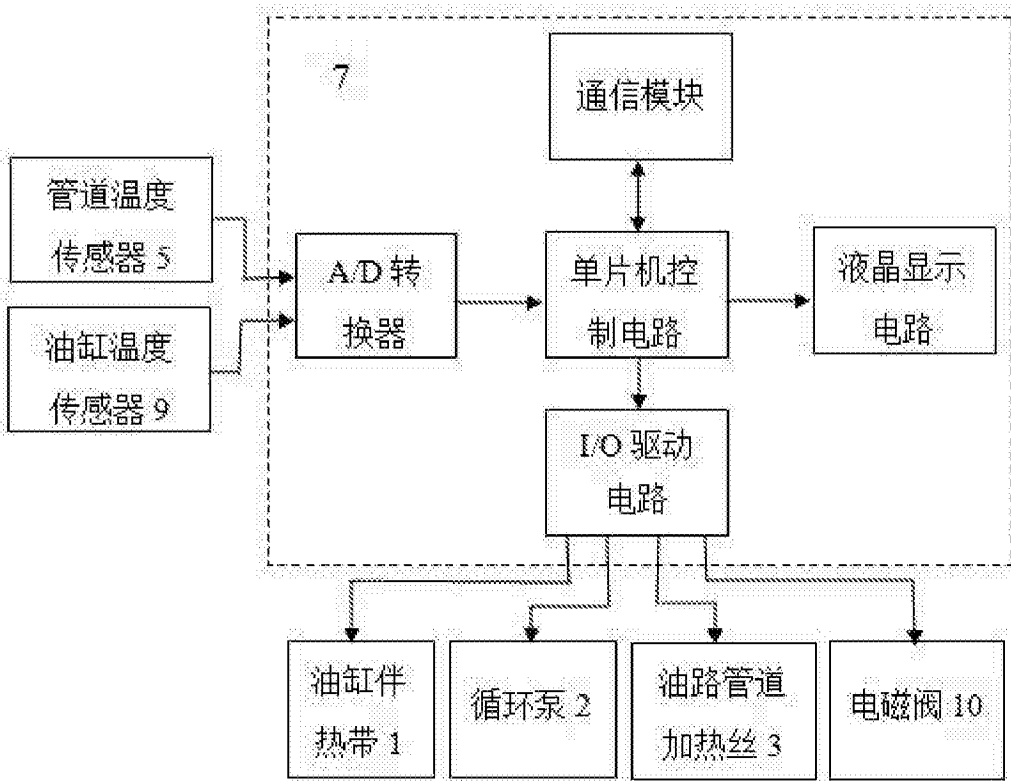 7
通信模块
管道温度
传感器 5
A/D 转
换器
单片机控
制电路
液晶显示
电路
油缸温度
传感器 9
I/O 驱动
电路
油缸伴
热带 1
循环泵 2
油路管道
加热丝 3
电磁阀 10